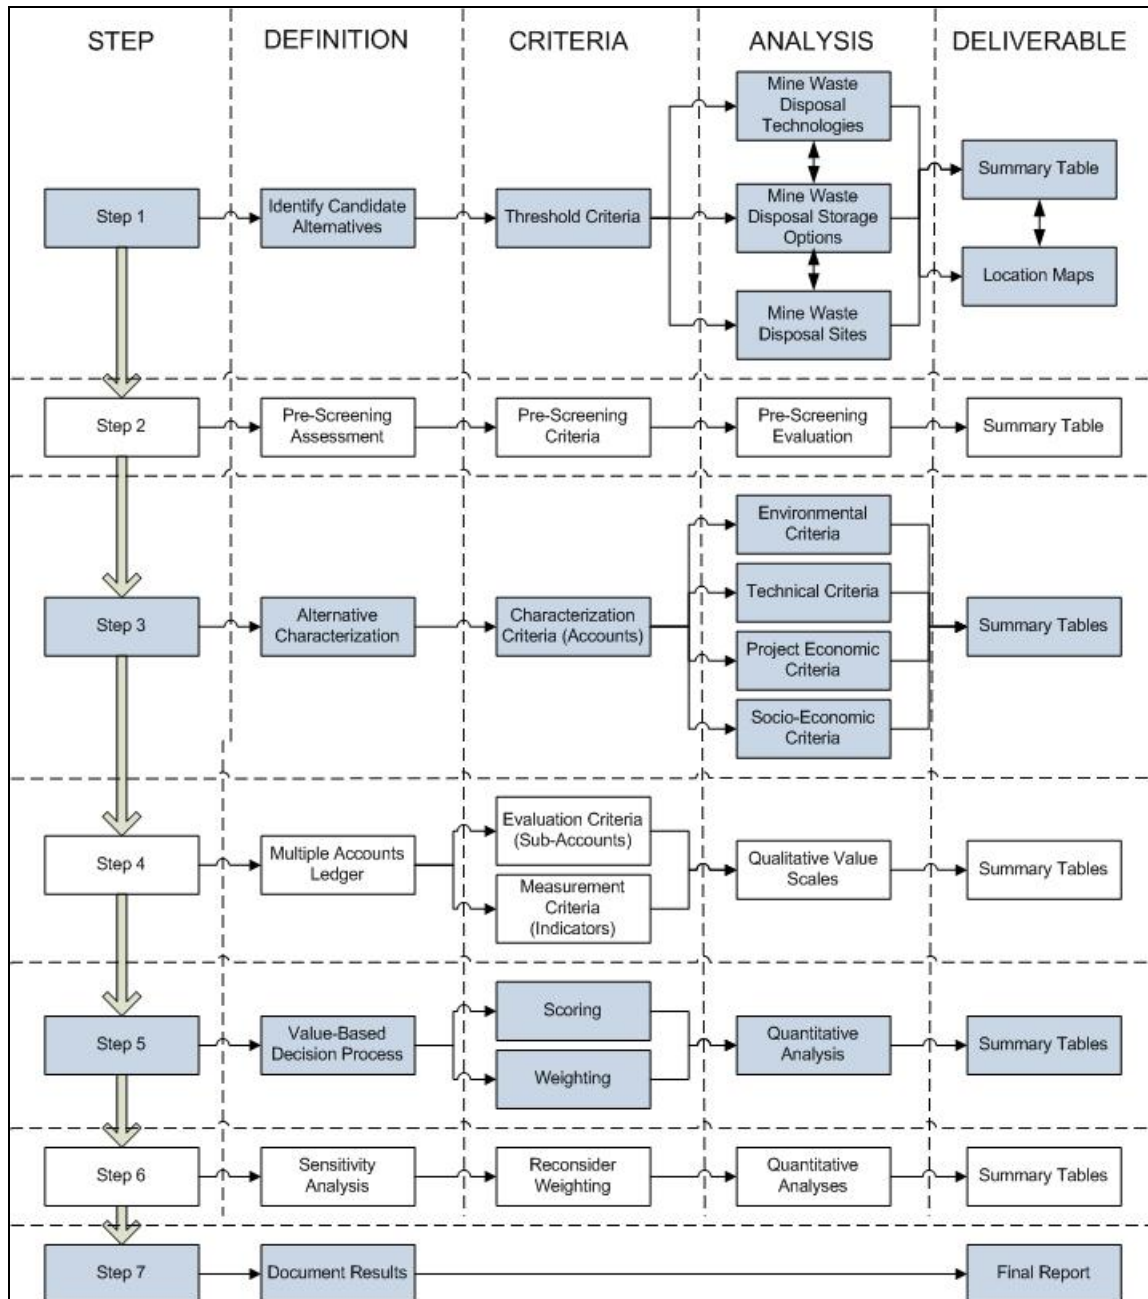 STEP
DEFINITION
CRITERIA
ANALYSIS
DELIVERABLE
Step 1
Identify Candidate
Alternatives
Threshold Criteria
Mine Waste
Disposal
Technologies
Mine Waste
Disposal Storage
Options
Mine Waste
Disposal Sites
Summary Table
Location Maps
Step 2
Pre-Screening
Assessment
Pre-Screening
Criteria
Pre-Screening
Evaluation
Summary Table
Step 3
Alternative
Characterization
Characterization
Criteria (Accounts)
Environmental
Criteria
Technical Criteria
Project Economic
Criteria
Socio-Economic
Criteria
Summary Tables
Step 4
Multiple Accounts
Ledger
Evaluation Criteria
(Sub-Accounts)
Measurement
Criteria
(Indicators)
Qualitative Value
Scales
Summary Tables
Step 5
Value-Based
Decision Process
Scoring
Weighting
Quantitative
Analysis
Summary Tables
Step 6
Sensitivity
Analysis
Reconsider
Weighting
Quantitative
Analyses
Summary Tables
Step 7
Document Results
Final Report